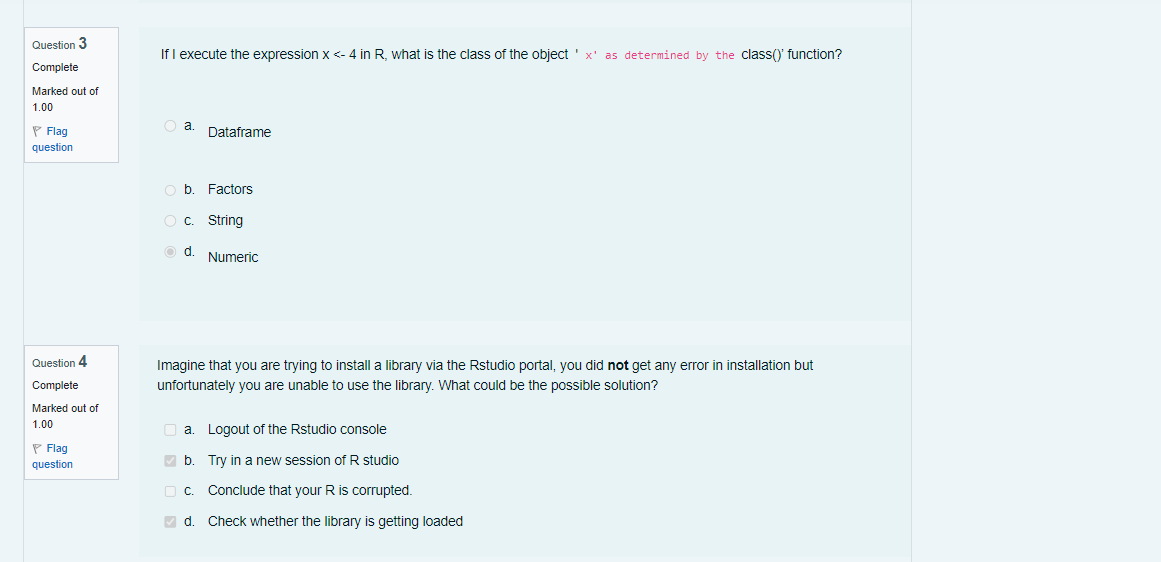 Question 3
Complete
Marked out of
1.00
Flag
question
If I execute the expression x <- 4 in R, what is the class of the object ' x' as determined by the class()' function?
a. Dataframe
b. Factors
c. String
d. Numeric
Question 4
Complete
Marked out of
1.00
Flag
question
Imagine that you are trying to install a library via the Rstudio portal, you did not get any error in installation but
unfortunately you are unable to use the library. What could be the possible solution?
a. Logout of the Rstudio console
b. Try in a new session of R studio
c. Conclude that your R is corrupted.
d. Check whether the library is getting loaded